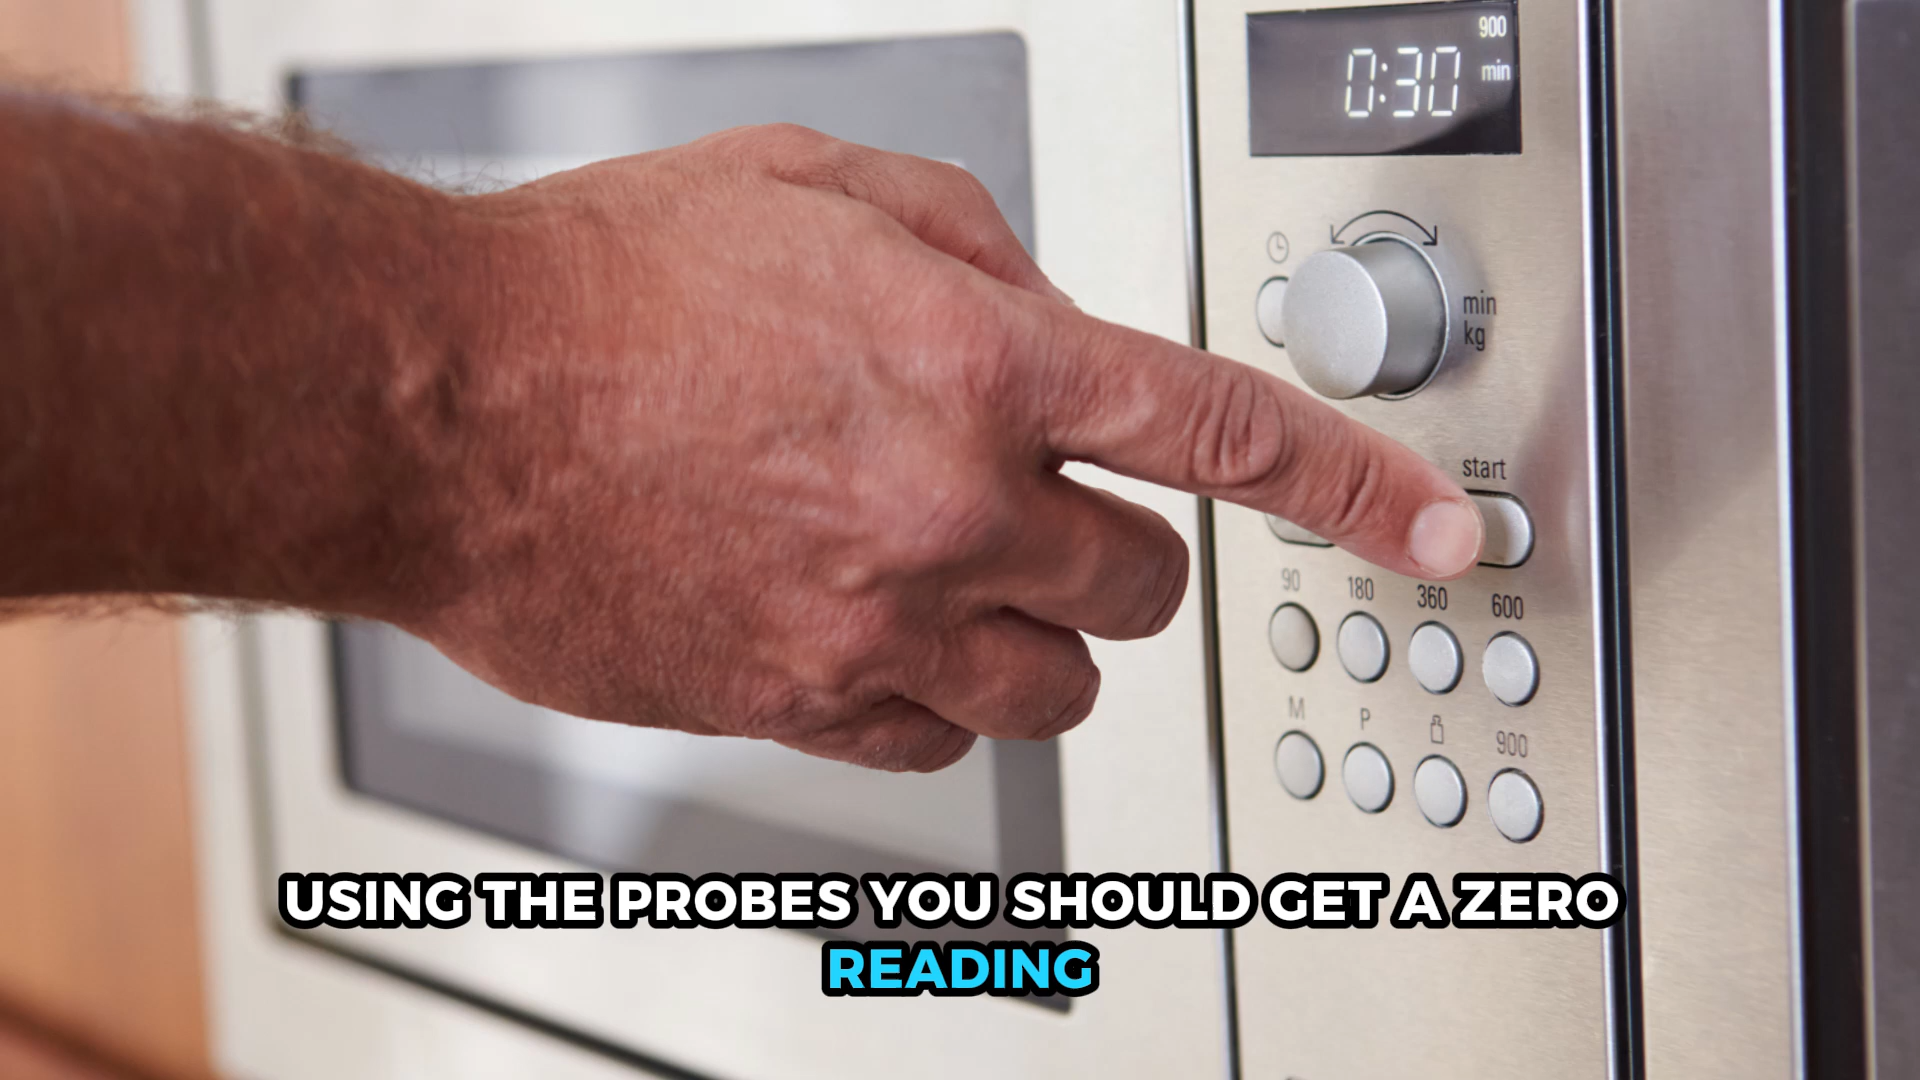 900
0:30 min
min
kg
start
90 180 360 600
M P 900
USING THE PROBES YOU SHOULD GET A ZERO
READING